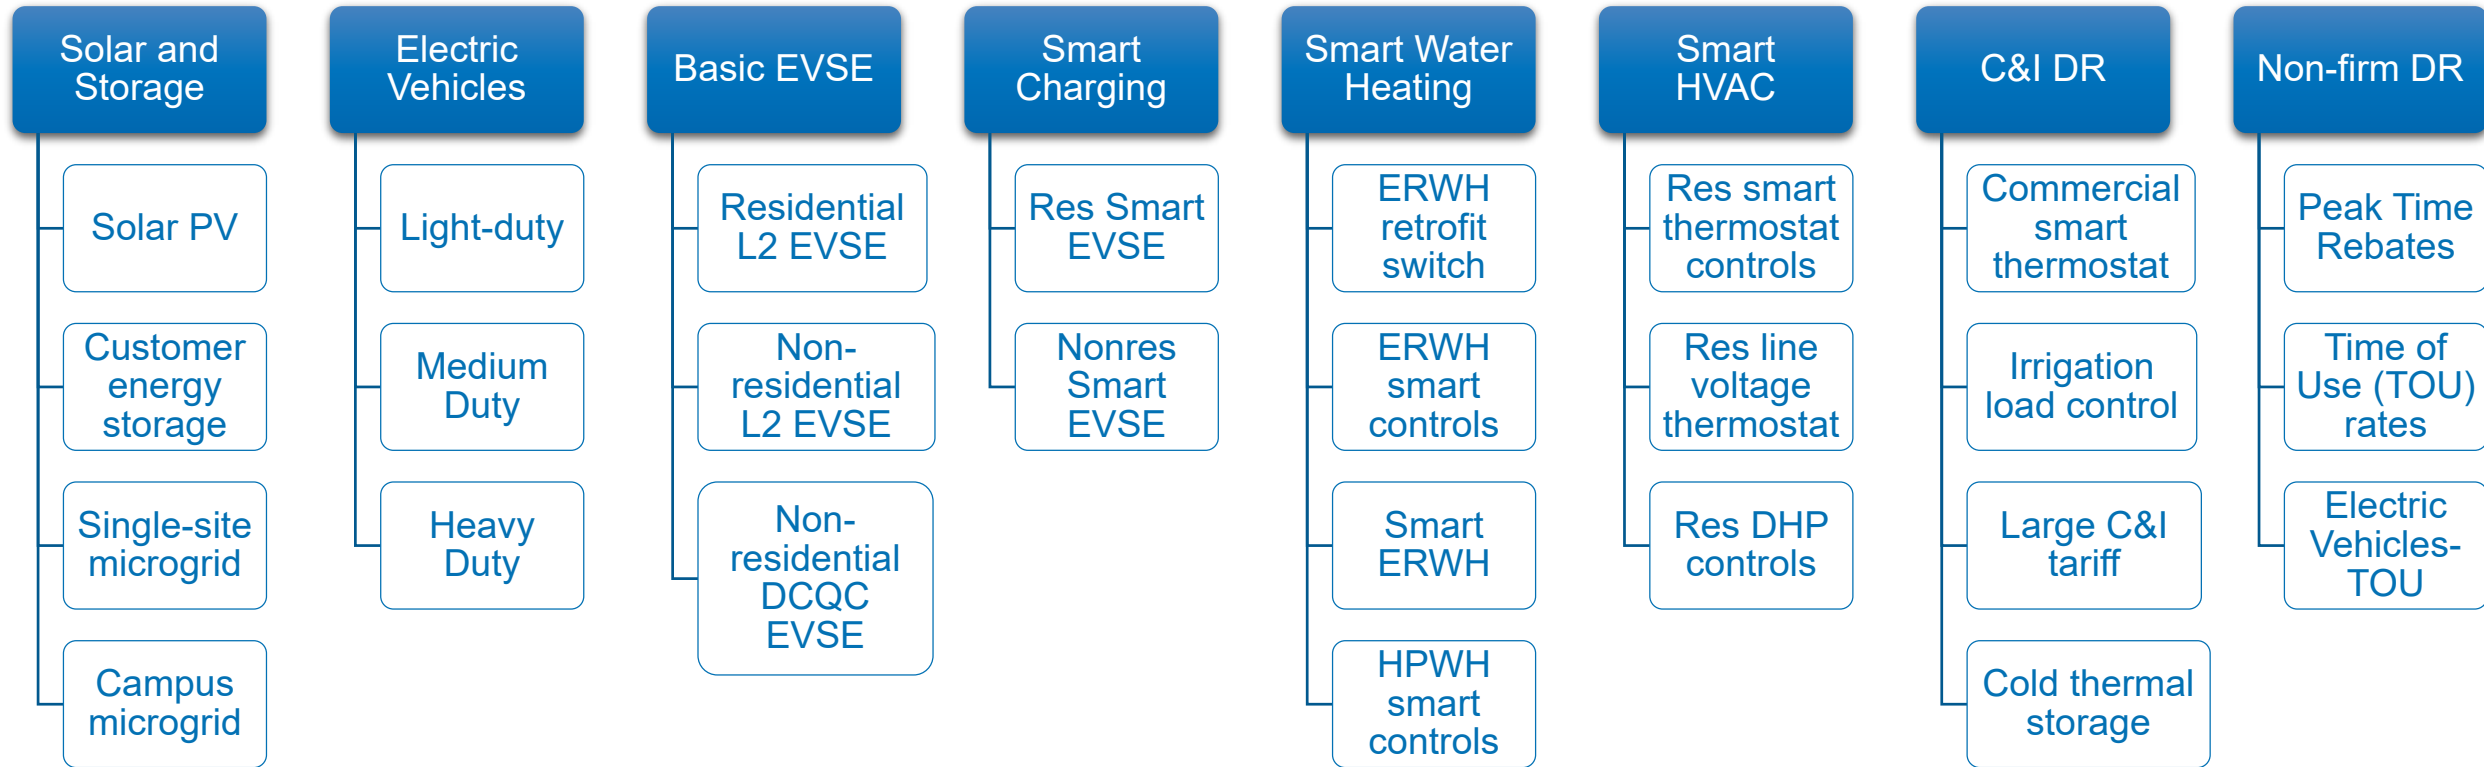 Solar and
Storage
Solar PV
Customer
energy
storage
Single-site
microgrid
Campus
microgrid
Electric
Vehicles
Light-duty
Medium
Duty
Heavy
Duty
Basic EVSE
Residential
L2 EVSE
Non-
residential
L2 EVSE
Non-
residential
DCQC
EVSE
Smart
Charging
Res Smart
EVSE
Nonres
Smart
EVSE
Smart Water
Heating
ERWH
retrofit
switch
ERWH
smart
controls
Smart
ERWH
HPWH
smart
controls
Smart
HVAC
Res smart
thermostat
controls
Res line
voltage
thermostat
Res DHP
controls
C&I DR
Commercial
smart
thermostat
Irrigation
load control
Large C&I
tariff
Cold thermal
storage
Non-firm DR
Peak Time
Rebates
Time of
Use (TOU)
rates
Electric
Vehicles-
TOU